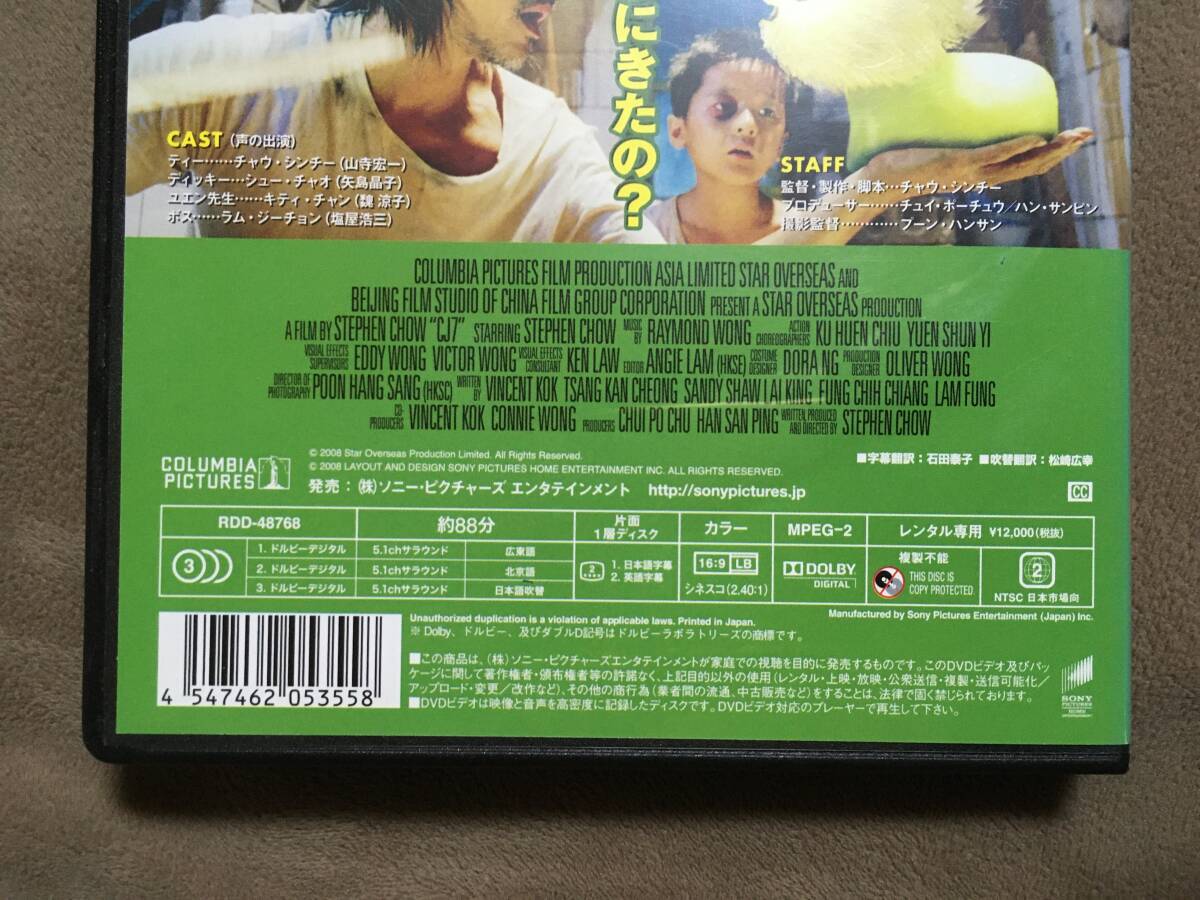 にきたの?
CAST (声の出演)
ティー……チャウ・シンチー (山寺宏一)
ディッキー…シュー・チャオ (矢島晶子)
ユエン先生……キティ・チャン (魏 涼子)
ボス……ラム・ジーチョン (塩屋浩三)
STAFF
監督・製作・脚本…チャウ・シンチー
プロデューサー……チュイ・ポーチュウ/ハン・サンピン
撮影監督…………プーン・ハンサン
COLUMBIA PICTURES FILM PRODUCTION ASIA LIMITED STAR OVERSEAS AND
BEIJING FILM STUDIO OF CHINA FILM GROUP CORPORATION PRESENT A STAR OVERSEAS PRODUCTION
A FILM BY STEPHEN CHOW "CJ7" STARRING STEPHEN CHOW MUSIC BY RAYMOND WONG ACTION CHOREOGRAPHERS KU HUEN CHIU YUEN SHUN YI
VISUAL EFFECTS SUPERVISORS EDDY WONG VICTOR WONG VISUAL EFFECTS CONSULTANT KEN LAW EDITOR ANGIE LAM (HKSE) COSTUME DESIGNER DORA NG PRODUCTION DESIGNER OLIVER WONG
DIRECTOR OF PHOTOGRAPHY POON HANG SANG (HKSC) WRITTEN BY VINCENT KOK TSANG KAN CHEONG SANDY SHAW LAI KING FUNG CHIH CHIANG LAM FUNG
CO-PRODUCERS VINCENT KOK CONNIE WONG PRODUCERS CHUI PO CHU HAN SAN PING WRITTEN, PRODUCED AND DIRECTED BY STEPHEN CHOW
COLUMBIA PICTURES
© 2008 Star Overseas Production Limited. All Rights Reserved.
© 2008 LAYOUT AND DESIGN SONY PICTURES HOME ENTERTAINMENT INC. ALL RIGHTS RESERVED.
■字幕翻訳:石田泰子 ■吹替翻訳:松崎広幸
発売:(株)ソニー・ピクチャーズ エンタテインメント http://sonypictures.jp
CC
RDD-48768 約88分 片面1層ディスク カラー MPEG-2 レンタル専用 ¥12,000(税抜)
3
1. ドルビーデジタル 5.1chサラウンド 広東語
2. ドルビーデジタル 5.1chサラウンド 北京語
3. ドルビーデジタル 5.1chサラウンド 日本語吹替
2
1. 日本語字幕
2. 英語字幕
16:9 LB
シネスコ (2.40:1)
DOLBY DIGITAL
複製不能
THIS DISC IS COPY PROTECTED.
2
NTSC 日本市場向
Unauthorized duplication is a violation of applicable laws. Printed in Japan.
Manufactured by Sony Pictures Entertainment (Japan) Inc.
※ Dolby、ドルビー、及びダブルD記号はドルビーラボラトリーズの商標です。
■この商品は、(株)ソニー・ピクチャーズエンタテインメントが家庭での視聴を目的に発売するものです。このDVDビデオ及びパッ
ケージに関して著作権者・頒布権者等の許諾なく、上記目的以外の使用(レンタル・上映・放映・公衆送信・複製・送信可能化/
アップロード・変更/改作など)、その他の商行為(業者間の流通、中古販売など)をすることは、法律で固く禁じられております。
■DVDビデオは映像と音声を高密度に記録したディスクです。DVDビデオ対応のプレーヤーで再生して下さい。
4 547462 053558
SONY
PICTURES
HOME
ENTERTAINMENT